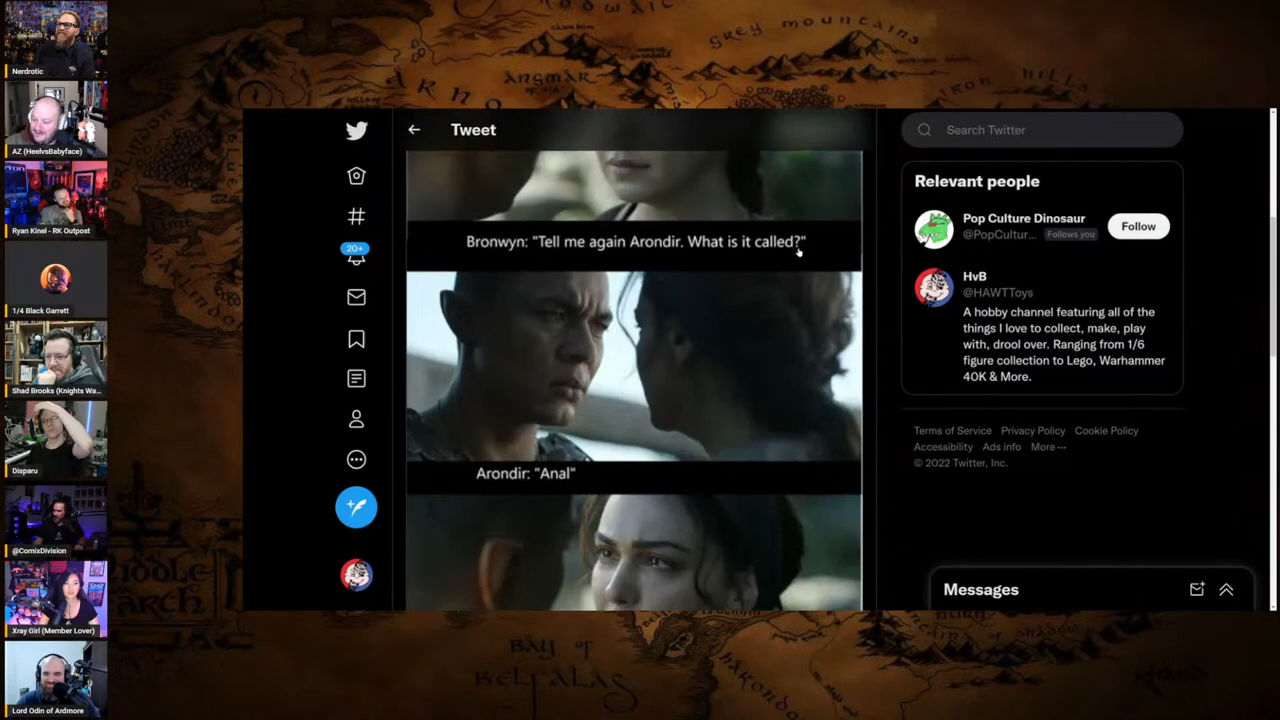 Nerdrotic
AZ (HeelvsBabyface)
Ryan Kinel - RK Outpost
1/4 Black Garrett
Shad Brooks (Knights Wa...
Disparu
@ComixDivision
Xray Girl (Member Lover)
Lord Odin of Ardmore
GREY MOUNTAINS
ANGMAR
ARNO
IRON HILLS
20+
Tweet
Bronwyn: "Tell me again Arondir. What is it called?"
Arondir: "Anal"
Search Twitter
Relevant people
Pop Culture Dinosaur
@PopCultur...
Follows you
Follow
HvB
@HAWTToys
A hobby channel featuring all of the
things I love to collect, make, play
with, drool over. Ranging from 1/6
figure collection to Lego, Warhammer
40K & More.
Terms of Service Privacy Policy Cookie Policy
Accessibility Ads info More ···
© 2022 Twitter, Inc.
Messages
BAY OF
BELFALAS